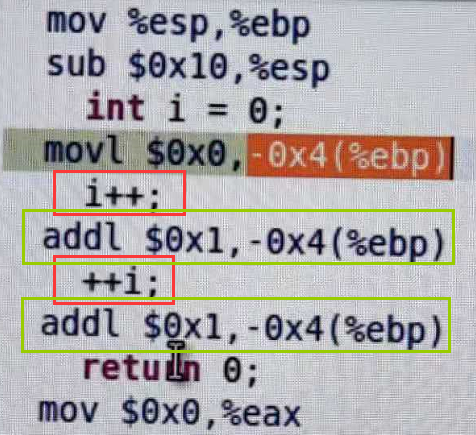 mov %esp,%ebp
sub $0x10,%esp
int i = 0;
movl $0x0,-0x4(%ebp)
i++;
addl $0x1,-0x4(%ebp)
++i;
addl $0x1,-0x4(%ebp)
return 0;
mov $0x0,%eax